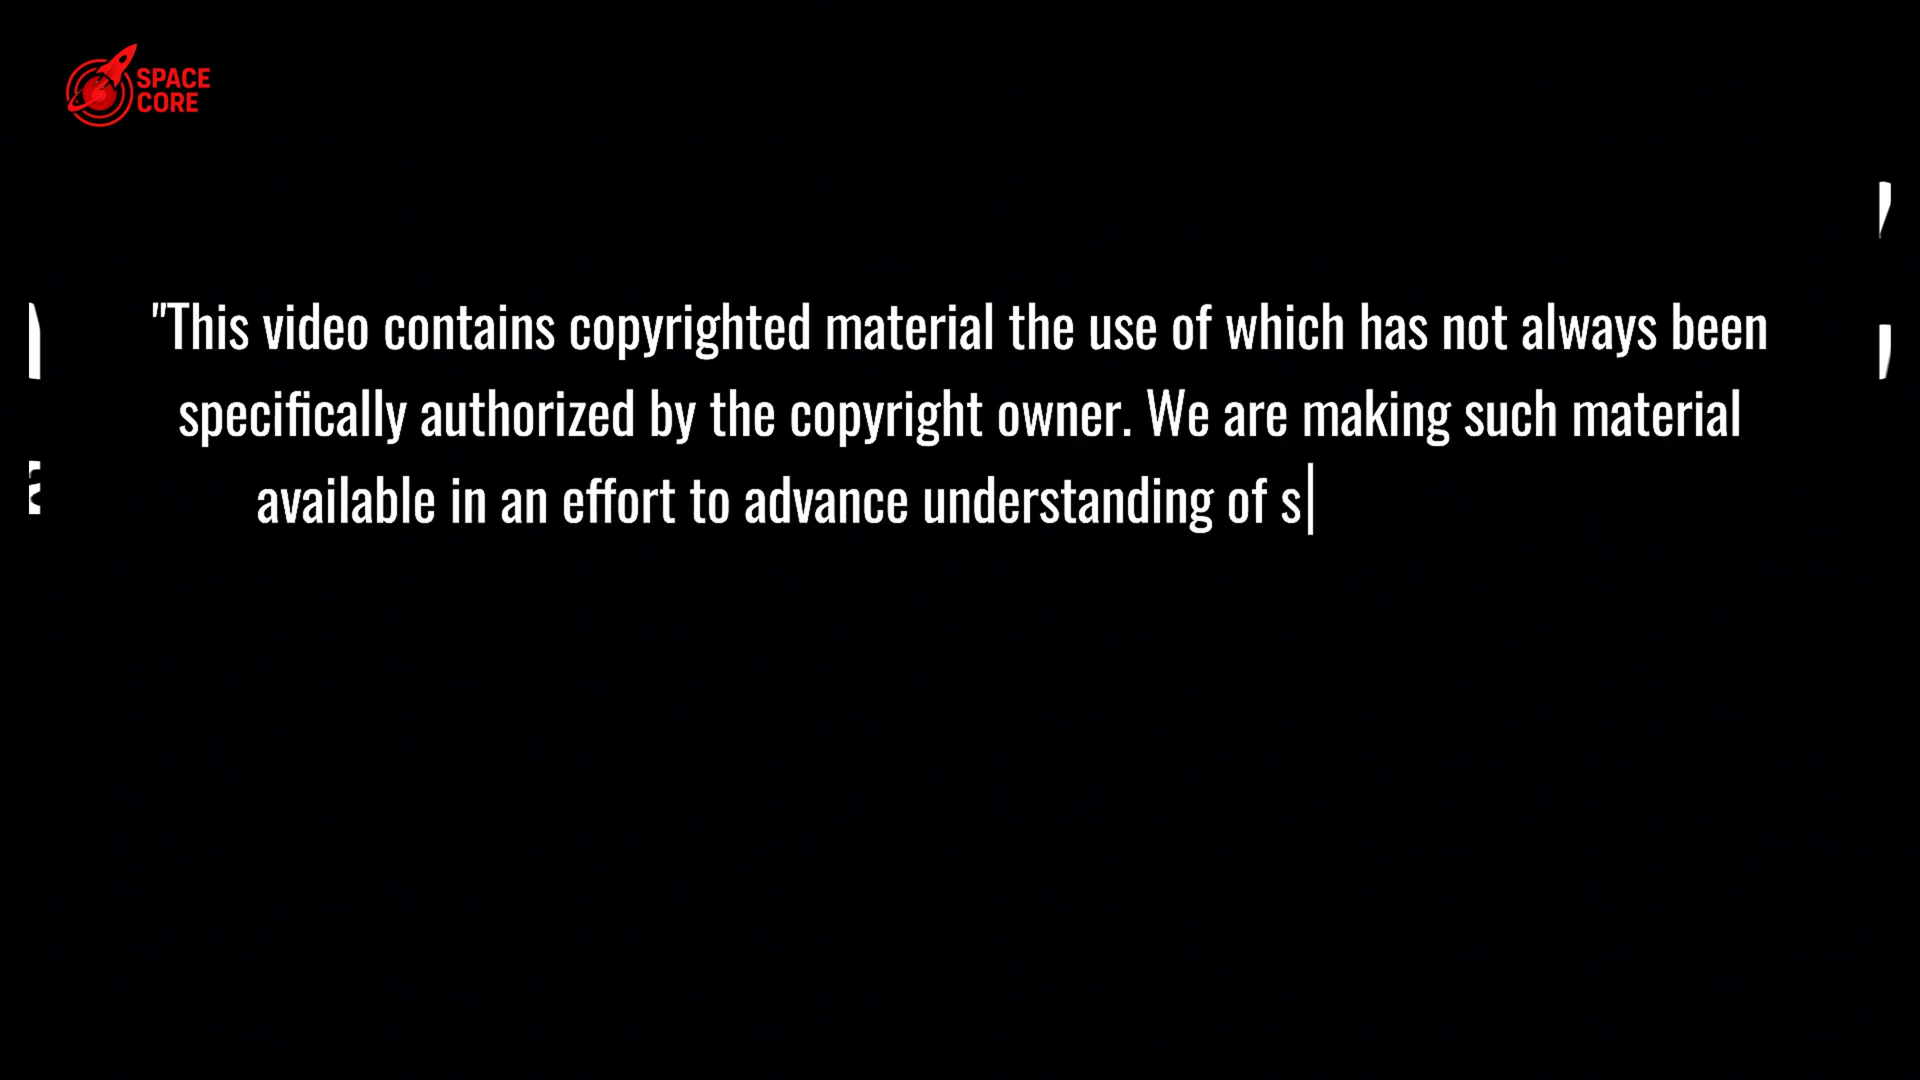 SPACE
CORE
"This video contains copyrighted material the use of which has not always been
specifically authorized by the copyright owner. We are making such material
available in an effort to advance understanding of s